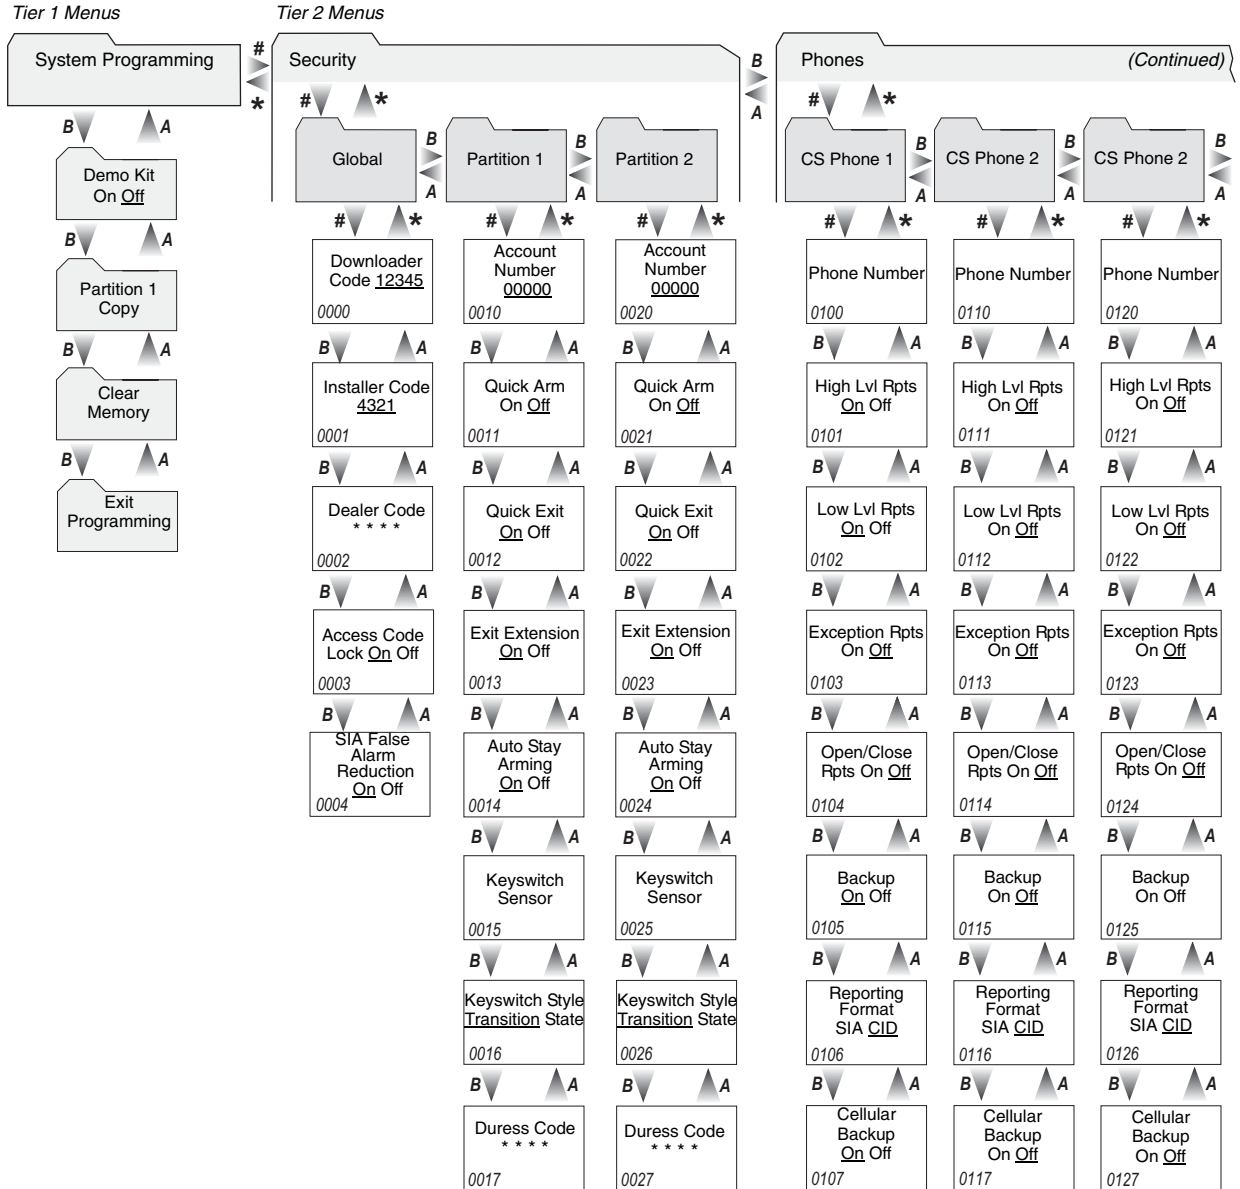 Tier 1 Menus
Tier 2 Menus
System Programming
#
*
B
A
Demo Kit
On Off
B
A
Partition 1
Copy
B
A
Clear
Memory
B
A
Exit
Programming
Security
#
*
B
A
Global
B
A
Partition 1
B
A
Partition 2
#
*
Downloader
Code 12345
0000
B
A
Installer Code
4321
0001
B
A
Dealer Code
* * * *
0002
B
A
Access Code
Lock On Off
0003
B
A
SIA False
Alarm
Reduction
On Off
0004
#
*
Account
Number
00000
0010
B
A
Quick Arm
On Off
0011
B
A
Quick Exit
On Off
0012
B
A
Exit Extension
On Off
0013
B
A
Auto Stay
Arming
On Off
0014
B
A
Keyswitch
Sensor
0015
B
A
Keyswitch Style
Transition State
0016
B
A
Duress Code
* * * *
0017
#
*
Account
Number
00000
0020
B
A
Quick Arm
On Off
0021
B
A
Quick Exit
On Off
0022
B
A
Exit Extension
On Off
0023
B
A
Auto Stay
Arming
On Off
0024
B
A
Keyswitch
Sensor
0025
B
A
Keyswitch Style
Transition State
0026
B
A
Duress Code
* * * *
0027
Phones
(Continued)
#
*
CS Phone 1
B
A
CS Phone 2
B
A
CS Phone 2
B
A
#
*
Phone Number
0100
B
A
High Lvl Rpts
On Off
0101
B
A
Low Lvl Rpts
On Off
0102
B
A
Exception Rpts
On Off
0103
B
A
Open/Close
Rpts On Off
0104
B
A
Backup
On Off
0105
B
A
Reporting
Format
SIA CID
0106
B
A
Cellular
Backup
On Off
0107
#
*
Phone Number
0110
B
A
High Lvl Rpts
On Off
0111
B
A
Low Lvl Rpts
On Off
0112
B
A
Exception Rpts
On Off
0113
B
A
Open/Close
Rpts On Off
0114
B
A
Backup
On Off
0115
B
A
Reporting
Format
SIA CID
0116
B
A
Cellular
Backup
On Off
0117
#
*
Phone Number
0120
B
A
High Lvl Rpts
On Off
0121
B
A
Low Lvl Rpts
On Off
0122
B
A
Exception Rpts
On Off
0123
B
A
Open/Close
Rpts On Off
0124
B
A
Backup
On Off
0125
B
A
Reporting
Format
SIA CID
0126
B
A
Cellular
Backup
On Off
0127